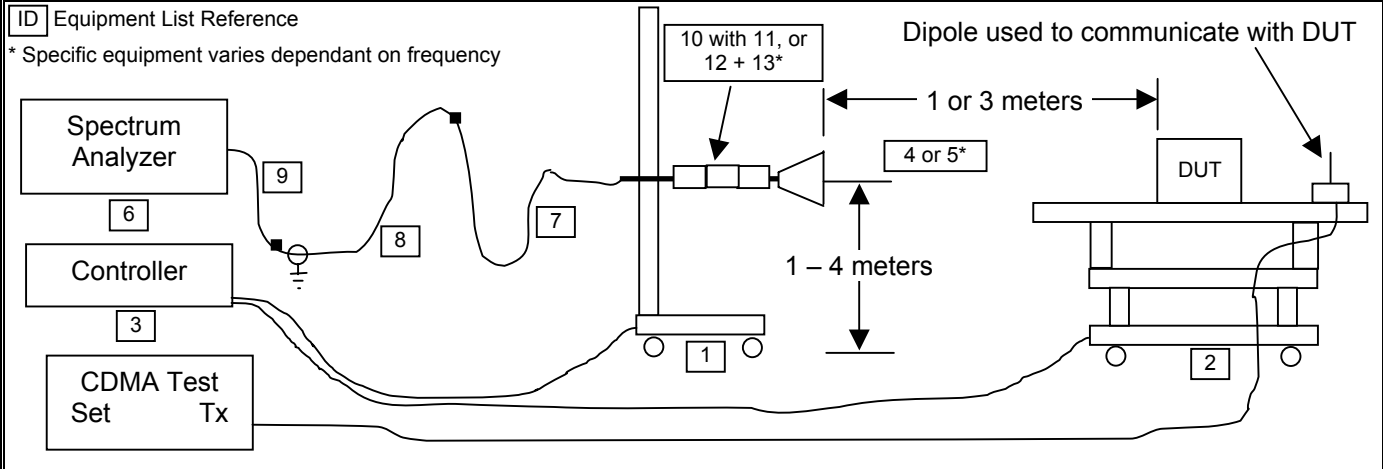 ID Equipment List Reference
* Specific equipment varies dependant on frequency
10 with 11, or
12 + 13*
Dipole used to communicate with DUT
1 or 3 meters
Spectrum
Analyzer
9
4 or 5*
DUT
6
8
7
1 – 4 meters
Controller
3
1
2
CDMA Test
Set Tx